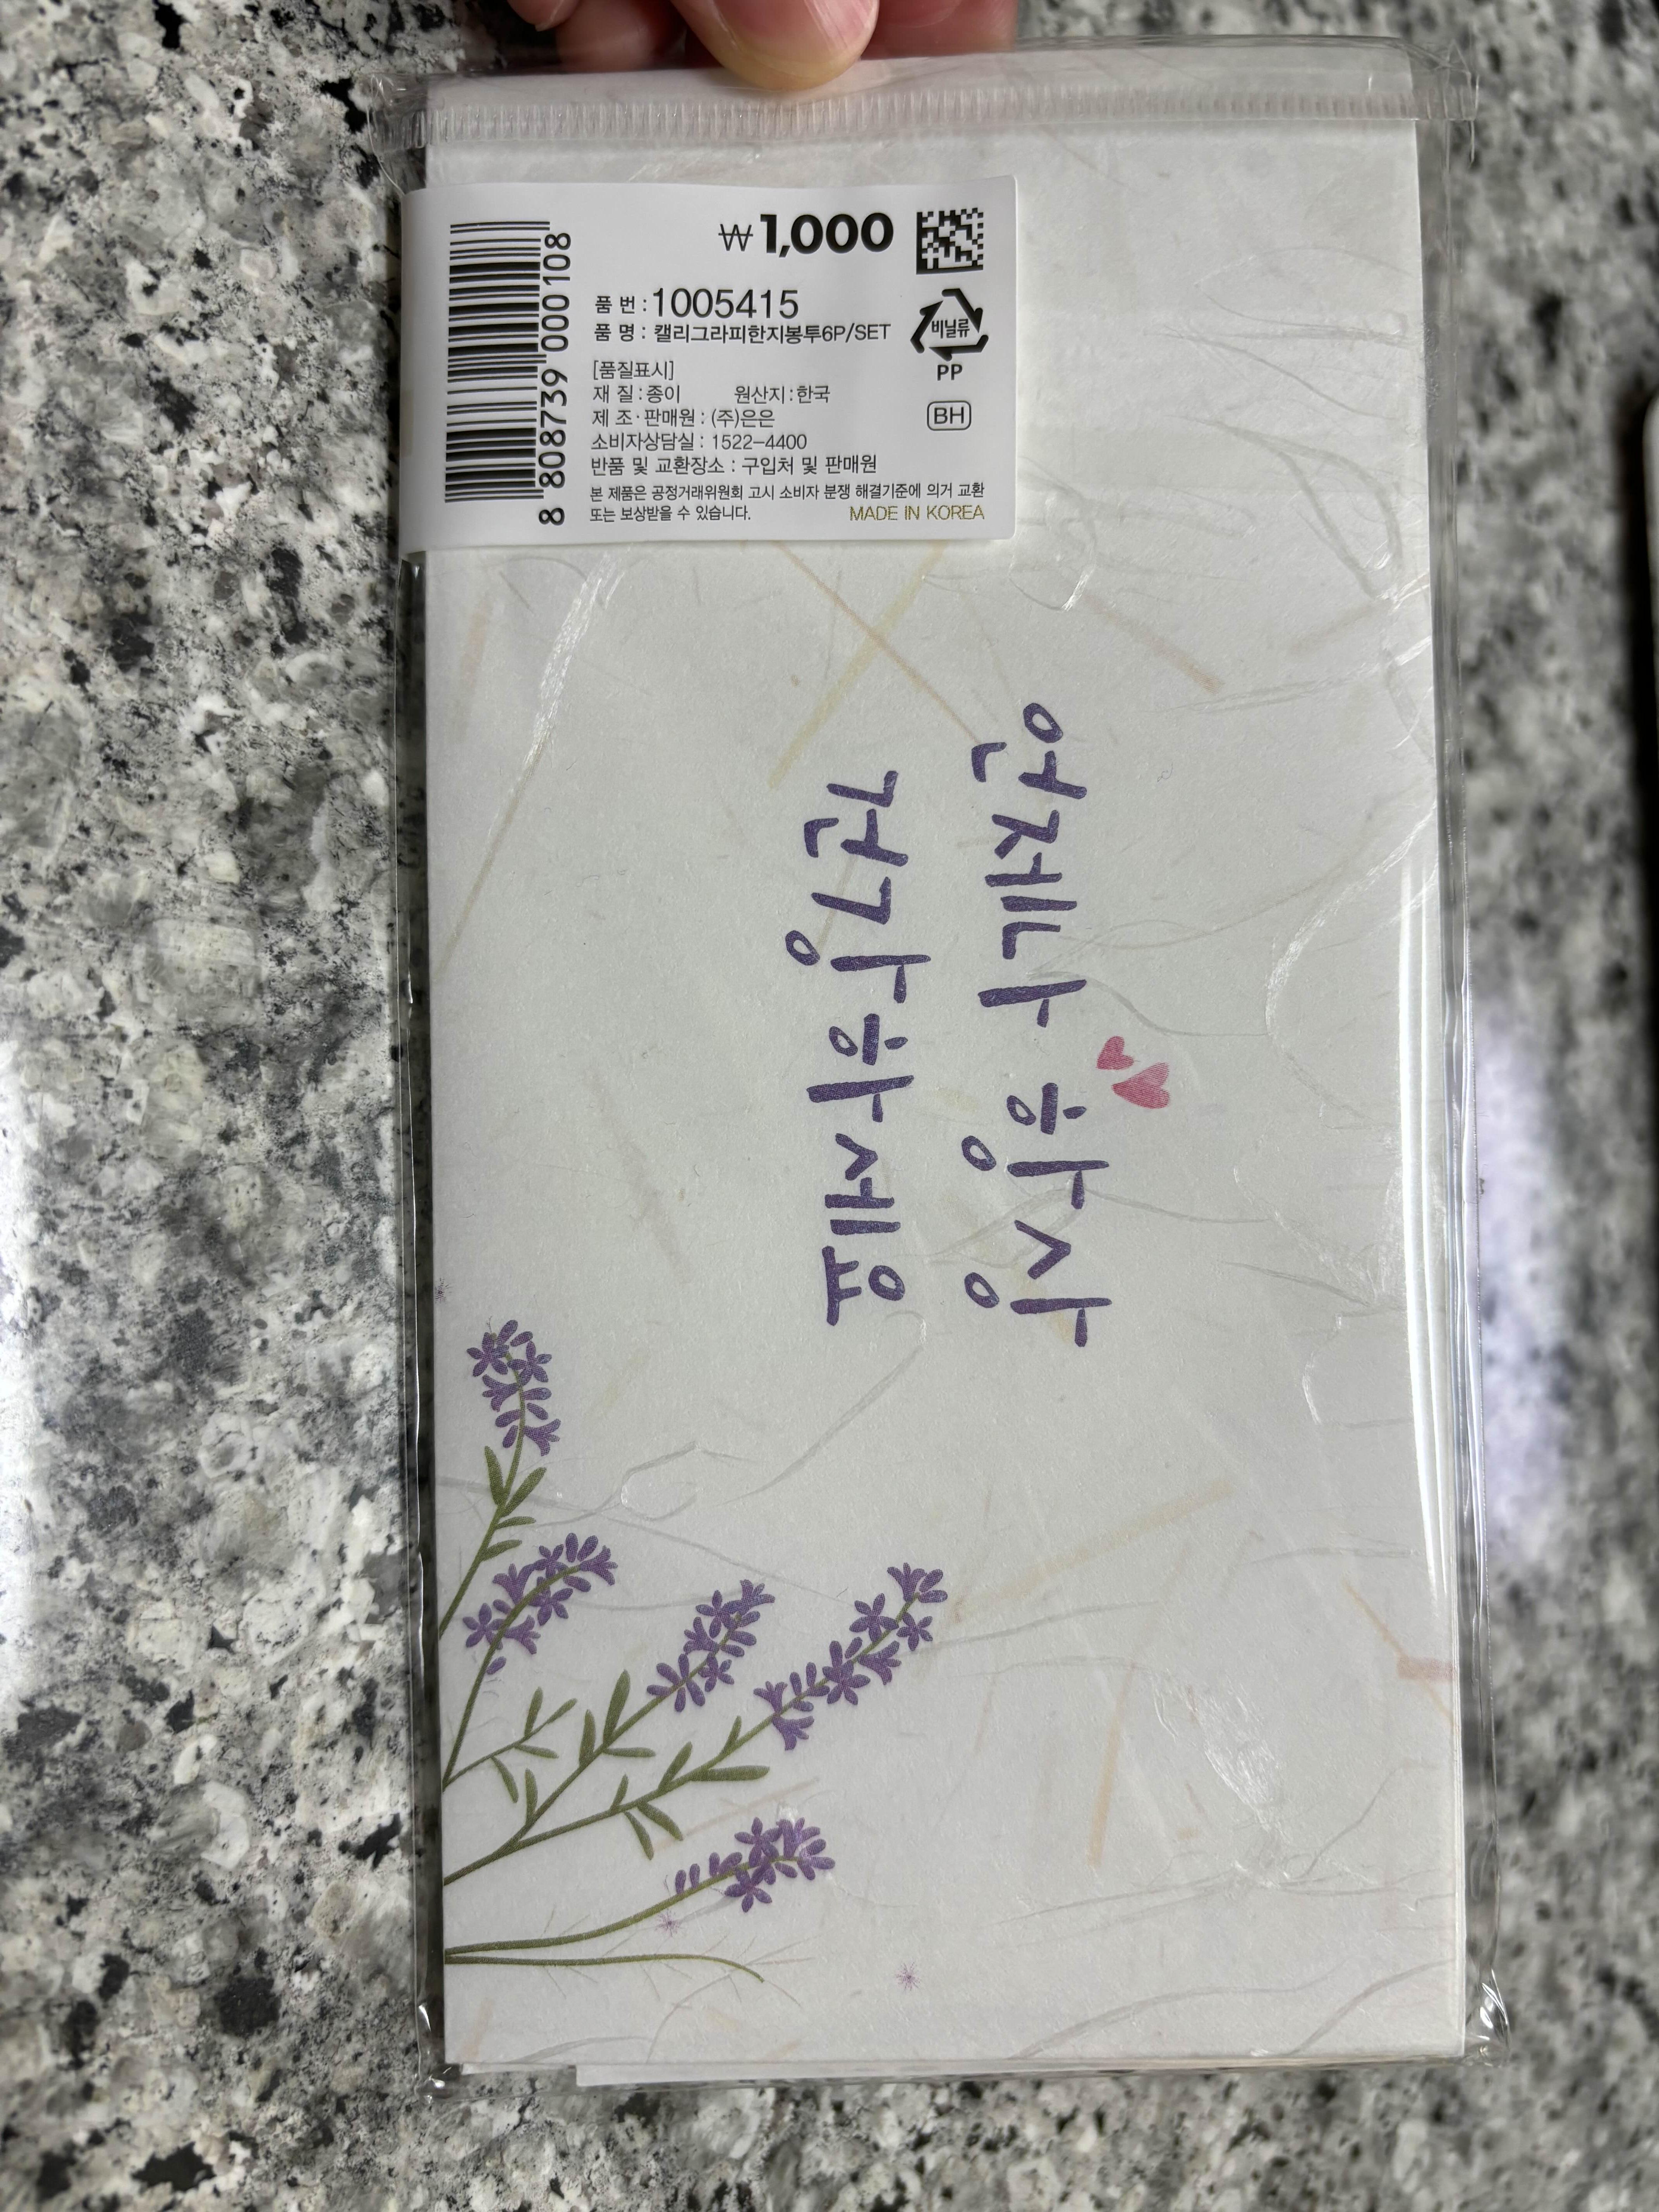 ₩1,000
품 번 : 1005415
품 명 : 캘리그라피한지봉투6P/SET
비닐류
PP
[품질표시]
재 질 : 종이 원산지 : 한국
제 조 · 판매원 : (주)은은
BH
소비자상담실 : 1522-4400
반품 및 교환장소 : 구입처 및 판매원
본 제품은 공정거래위원회 고시 소비자 분쟁 해결기준에 의거 교환
또는 보상받을 수 있습니다.
MADE IN KOREA
8 808739 000108
언제나 항상
건강하세요